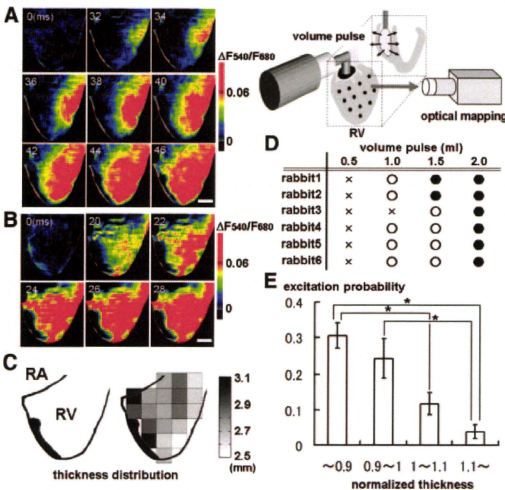 A
0(ms)
32
34
36
38
40
42
44
46
ΔF540/F680
0.06
0
B
0(ms)
20
22
24
26
28
ΔF540/F680
0.06
0
C
RA
RV
3.1
2.9
2.7
2.5
(mm)
thickness distribution
volume pulse
RV
optical mapping
D
volume pulse (ml)
0.5 1.0 1.5 2.0
rabbit1 × ○ ● ●
rabbit2 × ○ ● ●
rabbit3 × × ○ ●
rabbit4 × ○ ○ ●
rabbit5 × ○ ○ ●
rabbit6 × ○ ○ ●
E
excitation probability
0.4
0.3
0.2
0.1
0
*
*
*
~0.9 0.9~1 1~1.1 1.1~
normalized thickness